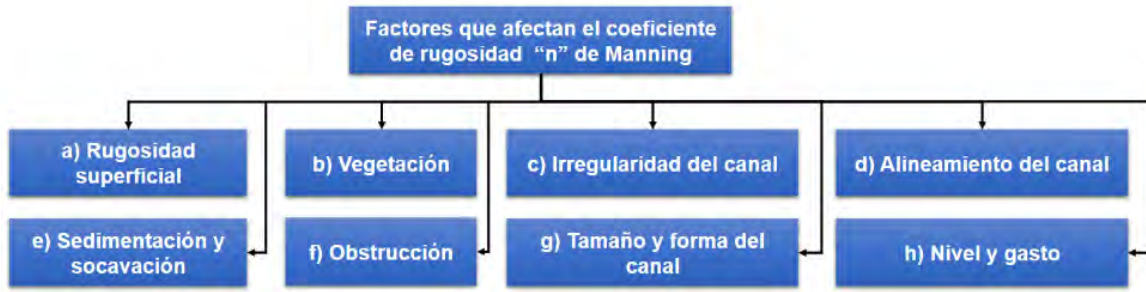 Factores que afectan el coeficiente
de rugosidad “n” de Manning
a) Rugosidad
superficial
b) Vegetación
c) Irregularidad del canal
d) Alineamiento del canal
e) Sedimentación y
socavación
f) Obstrucción
g) Tamaño y forma del
canal
h) Nivel y gasto